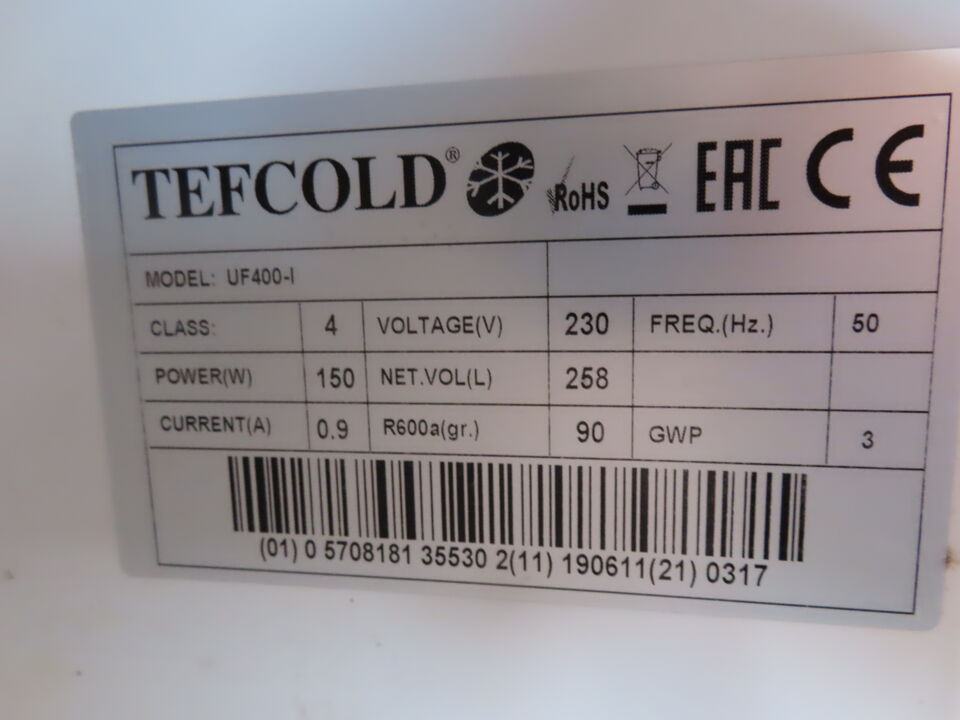 TEFCOLD® RoHS EAC CE
MODEL: UF400-I
CLASS: 4 VOLTAGE(V) 230 FREQ.(Hz.) 50
POWER(W) 150 NET.VOL(L) 258
CURRENT(A) 0.9 R600a(gr.) 90 GWP 3
(01) 0 5708181 35530 2(11) 190611(21) 0317